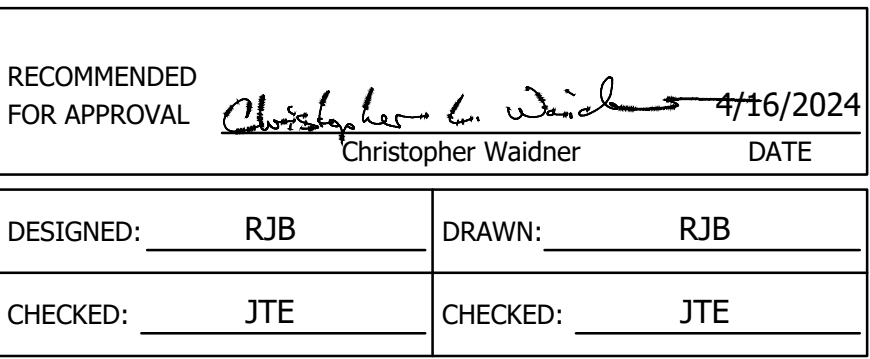 RECOMMENDED
FOR APPROVAL Christopher L. Waidner 4/16/2024
Christopher Waidner DATE
DESIGNED: RJB DRAWN: RJB
CHECKED: JTE CHECKED: JTE